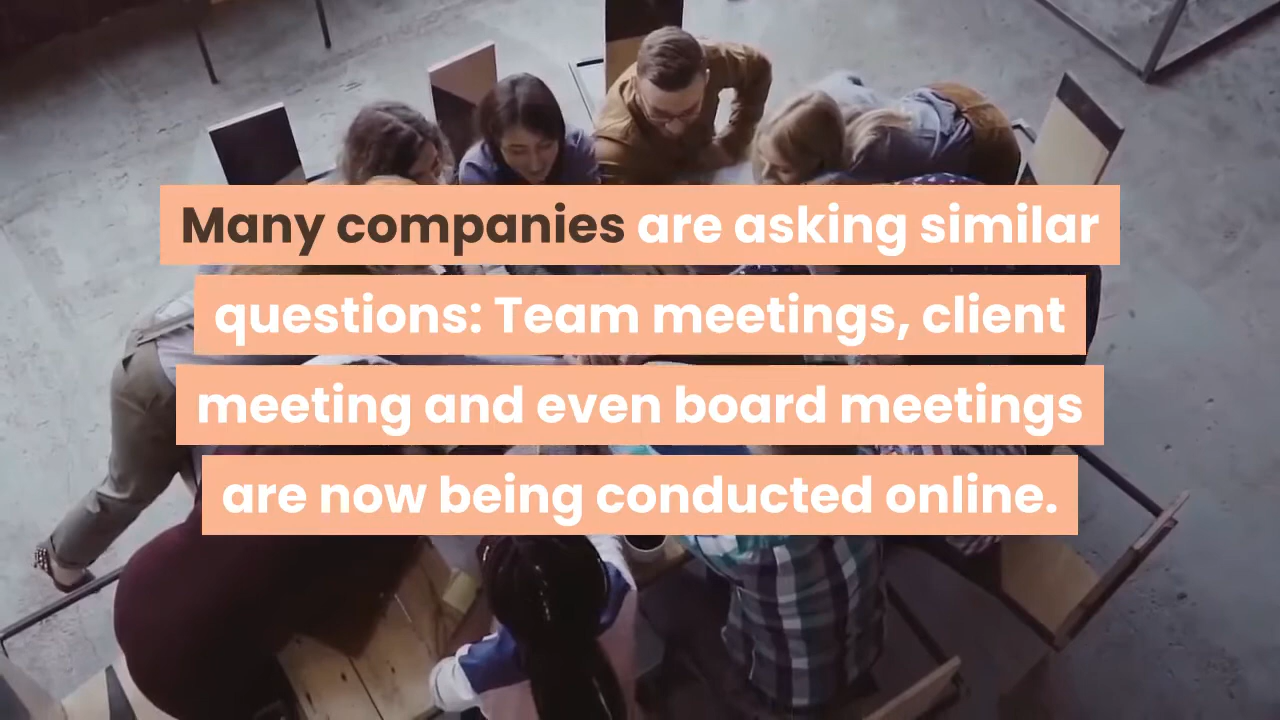 Many companies are asking similar
questions: Team meetings, client
meeting and even board meetings
are now being conducted online.